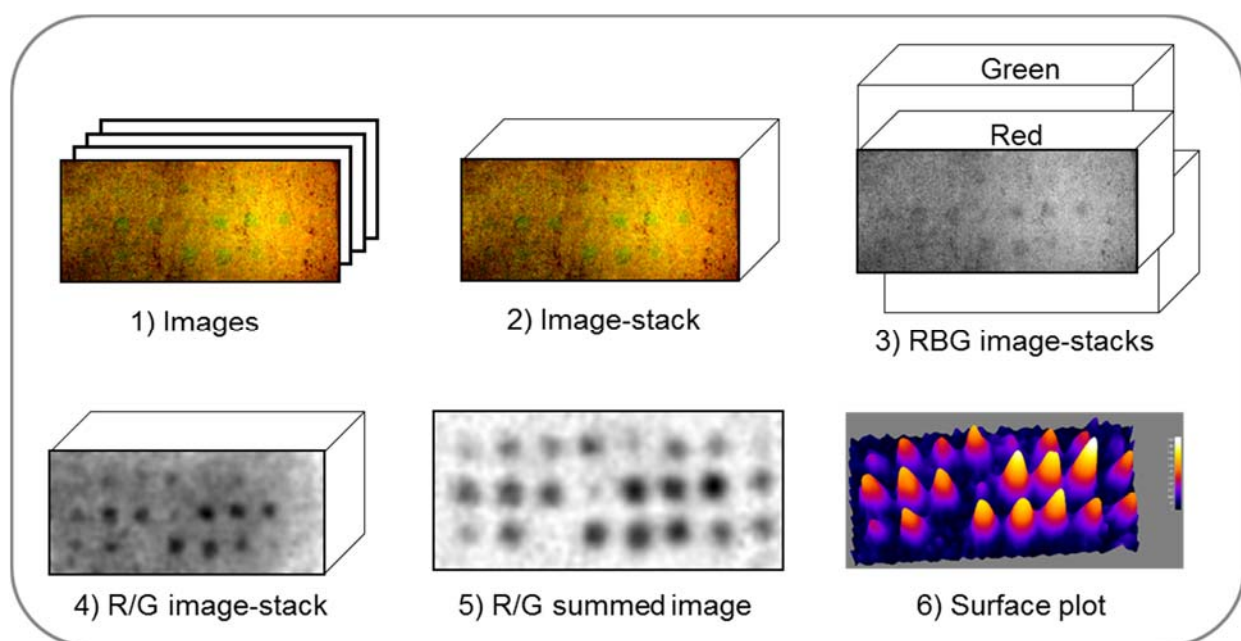 Green
Red
1) Images
2) Image-stack
3) RBG image-stacks
4) R/G image-stack
5) R/G summed image
6) Surface plot